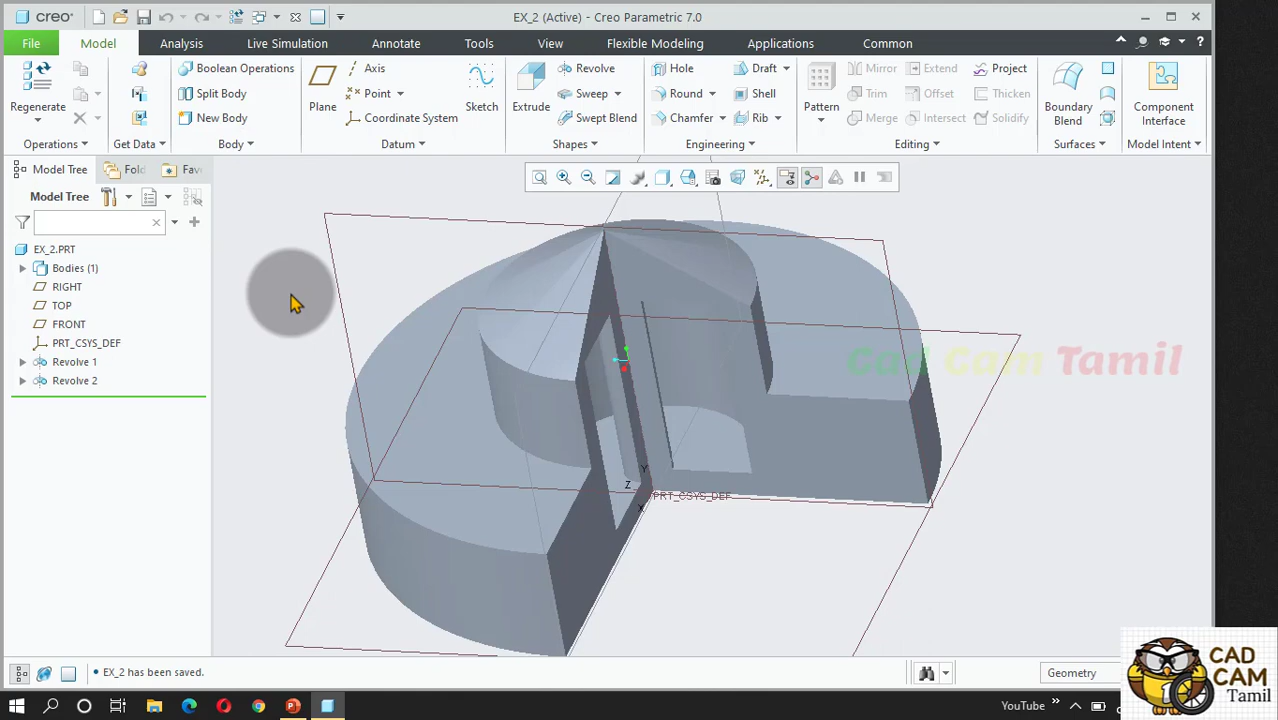 creo
EX_2 (Active) - Creo Parametric 7.0
File Model Analysis Live Simulation Annotate Tools View Flexible Modeling Applications Common
Regenerate
Operations
Get Data
Boolean Operations
Split Body
New Body
Body
Plane
Axis
Point
Coordinate System
Sketch
Datum
Extrude
Revolve
Sweep
Swept Blend
Shapes
Hole
Round
Chamfer
Draft
Shell
Rib
Engineering
Pattern
Mirror
Trim
Merge
Extend
Offset
Intersect
Project
Thicken
Solidify
Editing
Boundary
Blend
Surfaces
Component
Interface
Model Intent
Model Tree Fold Fav
Model Tree
EX_2.PRT
Bodies (1)
RIGHT
TOP
FRONT
PRT_CSYS_DEF
Revolve 1
Revolve 2
Cad Cam Tamil
Y
Z
X
PRT_CSYS_DEF
• EX_2 has been saved.
Geometry
YouTube
CAD
CAM
Tamil